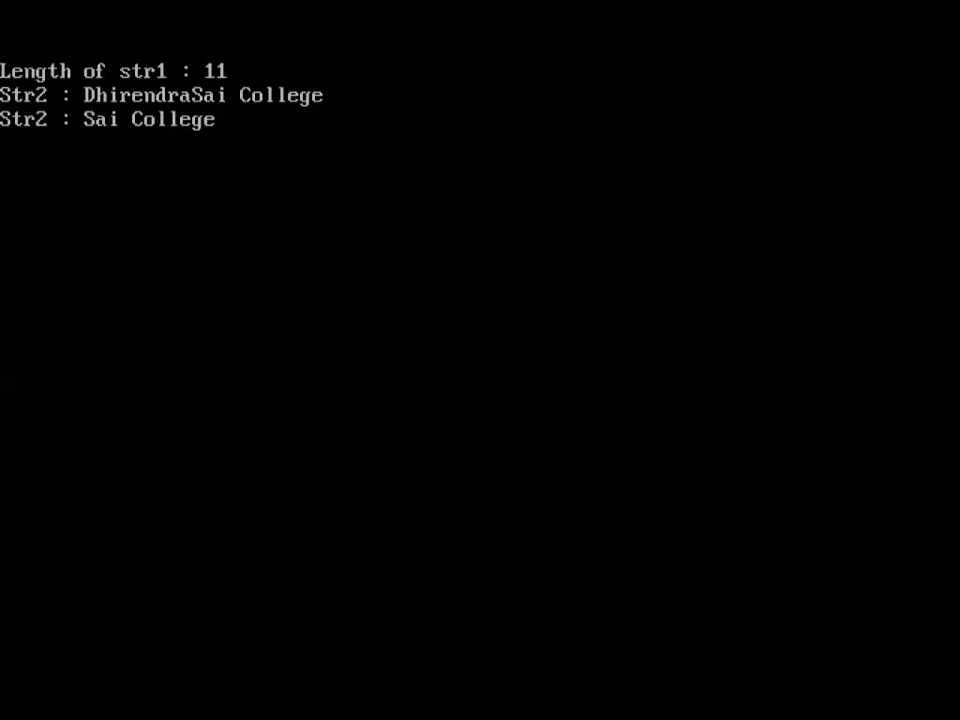 Length of str1 : 11
Str2 : DhirendraSai College
Str2 : Sai College